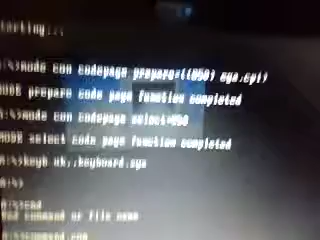 Starting...
A:\>mode con codepage prepare=((850) ega.cpi)
MODE prepare code page function completed
A:\>mode con codepage select=850
MODE select code page function completed
A:\>keyb uk,,keyboard.sys
A:\>
Bad command or file name